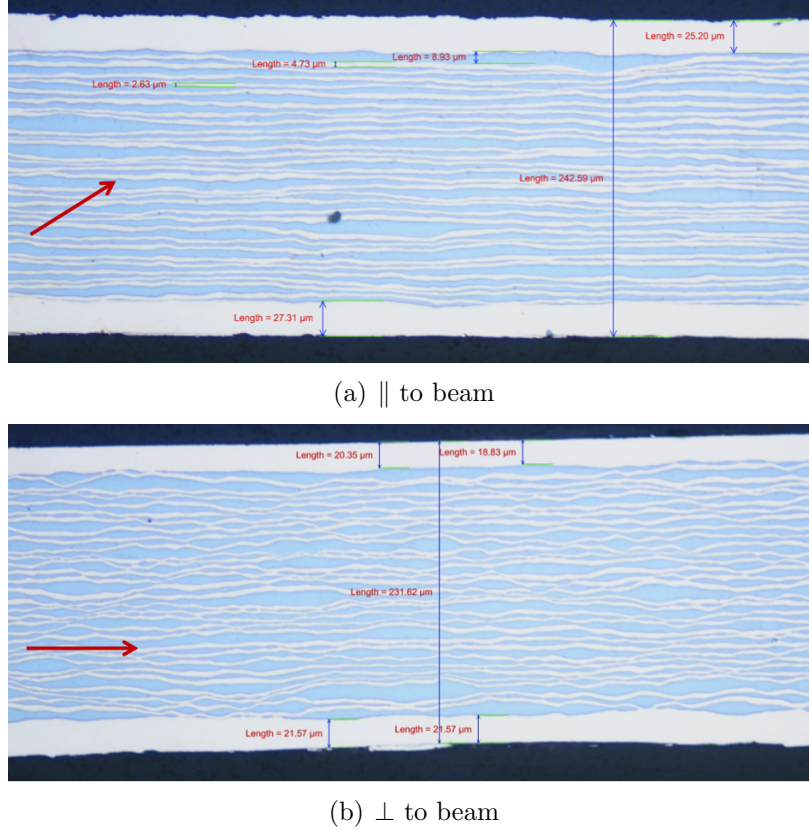 Length = 25.20 μm
Length = 8.93 μm
Length = 4.73 μm
Length = 2.63 μm
Length = 242.59 μm
Length = 27.31 μm
(a) ∥ to beam
Length = 20.35 μm
Length = 18.83 μm
Length = 231.62 μm
Length = 21.57 μm
Length = 21.57 μm
(b) ⊥ to beam